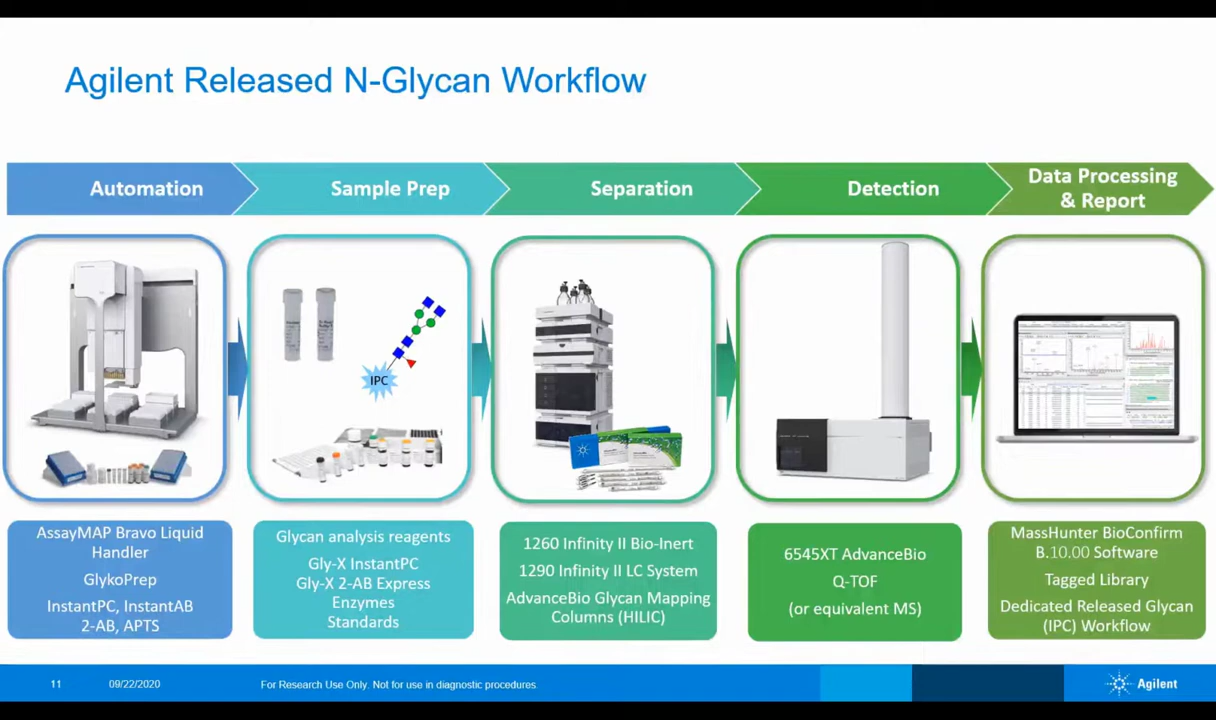 Agilent Released N-Glycan Workflow
Automation
Sample Prep
Separation
Detection
Data Processing
& Report
IPC
AssayMAP Bravo Liquid
Handler
GlykoPrep
InstantPC, InstantAB
2-AB, APTS
Glycan analysis reagents
Gly-X InstantPC
Gly-X 2-AB Express
Enzymes
Standards
1260 Infinity II Bio-Inert
1290 Infinity II LC System
AdvanceBio Glycan Mapping
Columns (HILIC)
6545XT AdvanceBio
Q-TOF
(or equivalent MS)
MassHunter BioConfirm
B.10.00 Software
Tagged Library
Dedicated Released Glycan
(IPC) Workflow
11
09/22/2020
For Research Use Only. Not for use in diagnostic procedures.
Agilent